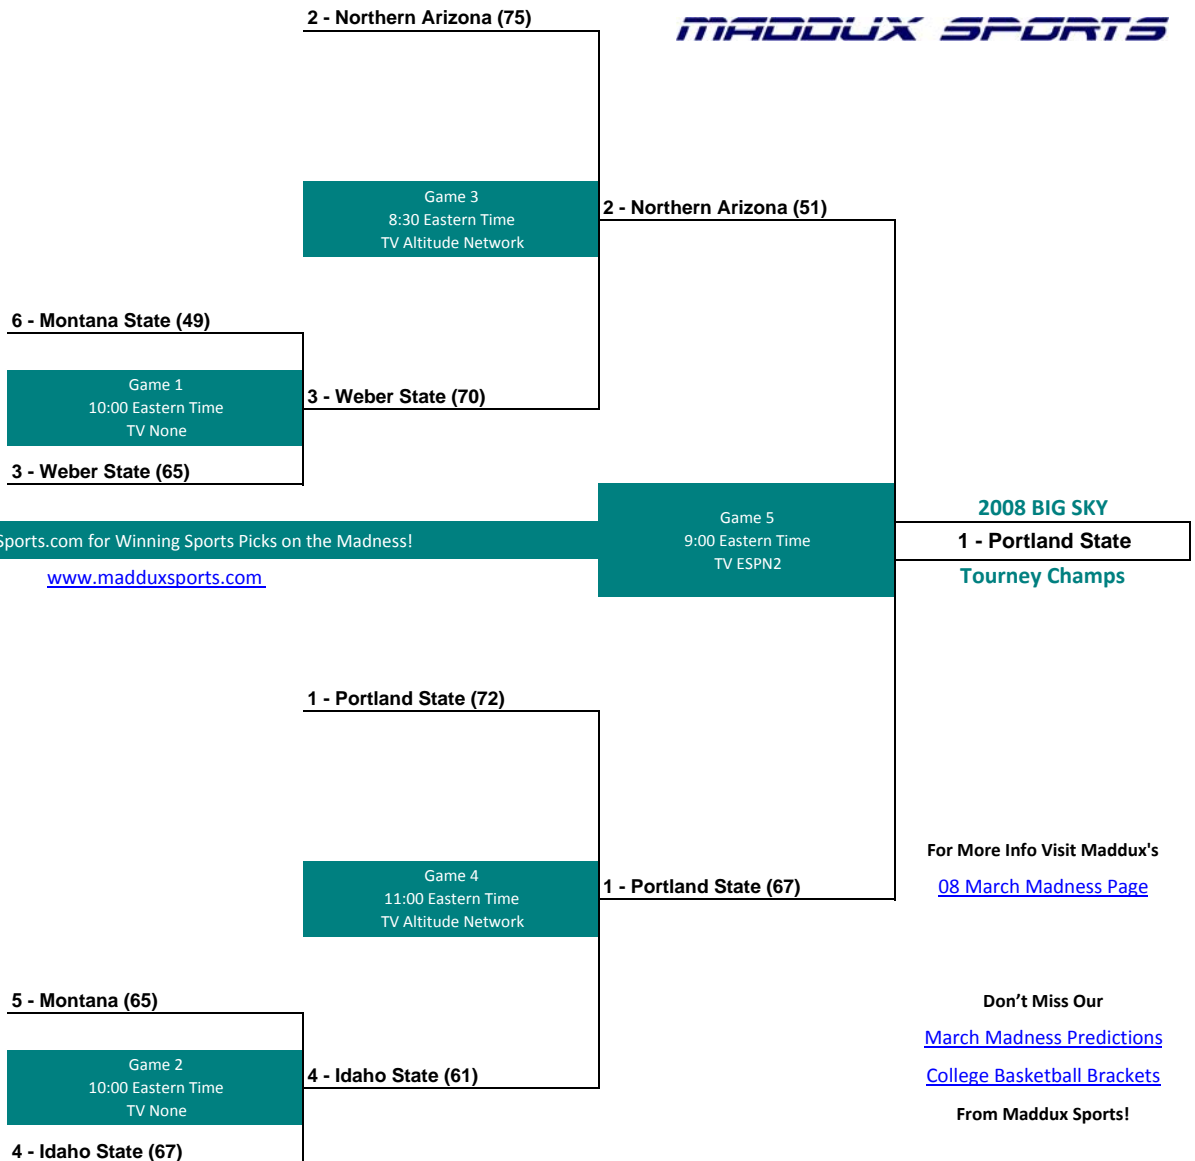 2 - Northern Arizona (75)
MADDUX SPORTS
Game 3
8:30 Eastern Time
TV Altitude Network
2 - Northern Arizona (51)
6 - Montana State (49)
Game 1
10:00 Eastern Time
TV None
3 - Weber State (70)
3 - Weber State (65)
Game 5
9:00 Eastern Time
TV ESPN2
2008 BIG SKY
1 - Portland State
Tourney Champs
Sports.com for Winning Sports Picks on the Madness!
www.madduxsports.com
1 - Portland State (72)
Game 4
11:00 Eastern Time
TV Altitude Network
1 - Portland State (67)
For More Info Visit Maddux's
08 March Madness Page
5 - Montana (65)
Game 2
10:00 Eastern Time
TV None
4 - Idaho State (61)
4 - Idaho State (67)
Don’t Miss Our
March Madness Predictions
College Basketball Brackets
From Maddux Sports!